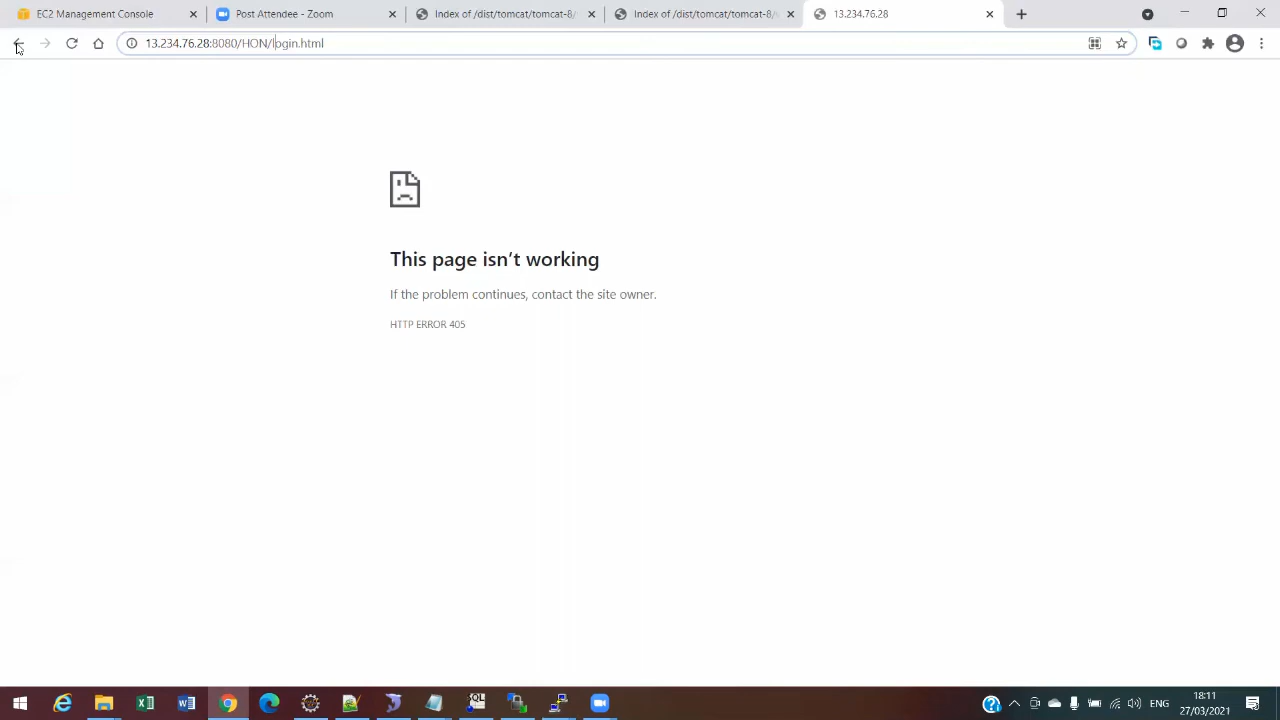 EC2 Management Console
Post Attendee - Zoom
Index of /dist/tomcat/tomcat-8/
Index of /dist/tomcat/tomcat-8/
13.234.76.28
13.234.76.28:8080/HON/login.html
This page isn’t working
If the problem continues, contact the site owner.
HTTP ERROR 405
ENG
18:11
27/03/2021